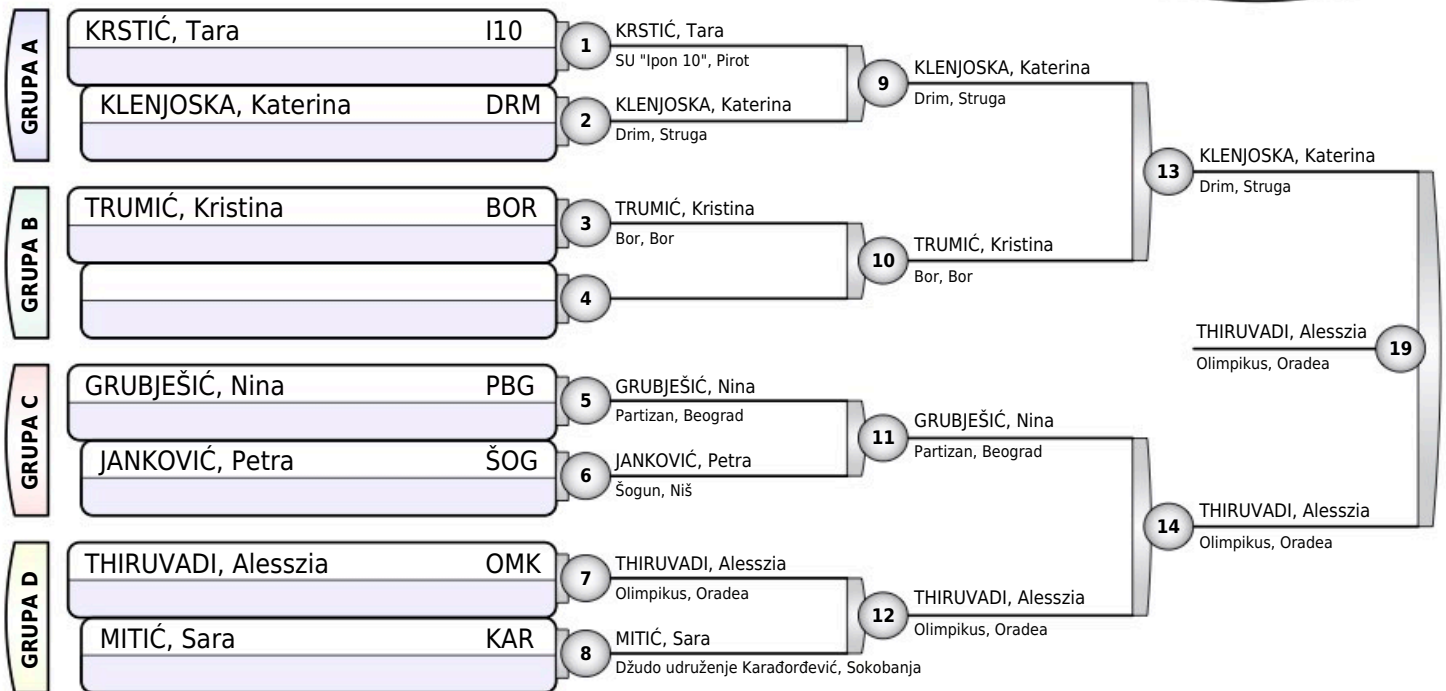 GRUPA A
KRSTIĆ, Tara I10
KLENJOSKA, Katerina DRM
GRUPA B
TRUMIĆ, Kristina BOR
GRUPA C
GRUBJEŠIĆ, Nina PBG
JANKOVIĆ, Petra ŠOG
GRUPA D
THIRUVADI, Alesszia OMK
MITIĆ, Sara KAR
1
KRSTIĆ, Tara
SU "Ipon 10", Pirot
2
KLENJOSKA, Katerina
Drim, Struga
3
TRUMIĆ, Kristina
Bor, Bor
4
5
GRUBJEŠIĆ, Nina
Partizan, Beograd
6
JANKOVIĆ, Petra
Šogun, Niš
7
THIRUVADI, Alesszia
Olimpikus, Oradea
8
MITIĆ, Sara
Džudo udruženje Karađorđević, Sokobanja
9
KLENJOSKA, Katerina
Drim, Struga
10
TRUMIĆ, Kristina
Bor, Bor
11
GRUBJEŠIĆ, Nina
Partizan, Beograd
12
THIRUVADI, Alesszia
Olimpikus, Oradea
13
KLENJOSKA, Katerina
Drim, Struga
14
THIRUVADI, Alesszia
Olimpikus, Oradea
THIRUVADI, Alesszia
Olimpikus, Oradea
19